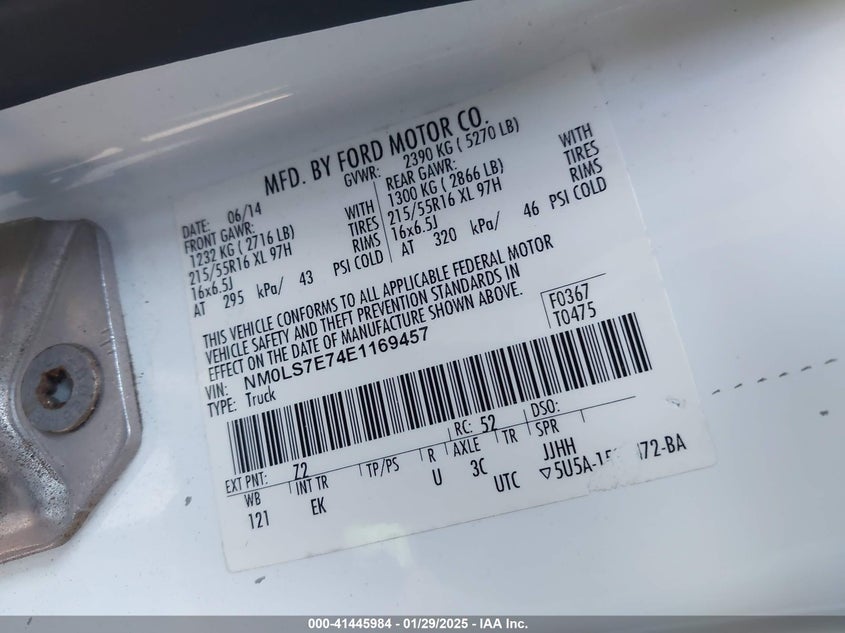 MFD. BY FORD MOTOR CO.
DATE: 06/14
GVWR: 2390 KG ( 5270 LB)
FRONT GAWR:
1232 KG ( 2716 LB) WITH
215/55R16 XL 97H TIRES
16x6.5J RIMS
AT 295 kPa/ 43 PSI COLD
REAR GAWR:
1300 KG ( 2866 LB) WITH
215/55R16 XL 97H TIRES
16x6.5J RIMS
AT 320 kPa/ 46 PSI COLD
THIS VEHICLE CONFORMS TO ALL APPLICABLE FEDERAL MOTOR
VEHICLE SAFETY AND THEFT PREVENTION STANDARDS IN
EFFECT ON THE DATE OF MANUFACTURE SHOWN ABOVE.
F0367
T0475
VIN: NM0LS7E74E1169457
TYPE: Truck
EXT PNT: Z2 RC: 52 DSO:
WB INT TR TP/PS R AXLE TR SPR
121 EK U 3C JJHH
UTC
000-41445984 - 01/29/2025 - IAA, Inc.